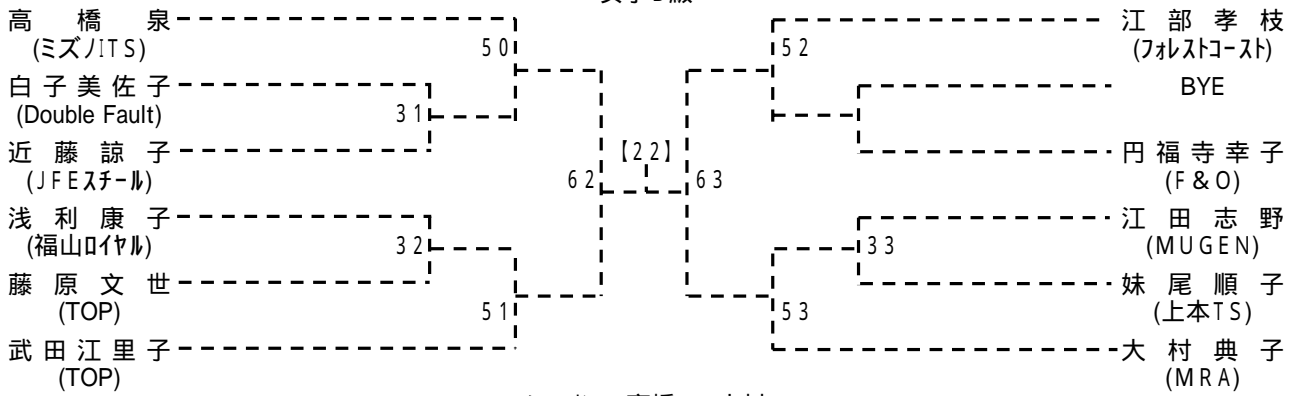 高橋泉
(ミズノITS)
50
白子美佐子
(Double Fault)
31
近藤諒子
(JFEスチール)
62
浅利康子
(福山ロイヤル)
32
藤原文世
(TOP)
51
武田江里子
(TOP)
【22】
江部孝枝
(フォレストコースト)
52
BYE
円福寺幸子
(F&O)
63
江田志野
(MUGEN)
33
妹尾順子
(上本TS)
53
大村典子
(MRA)